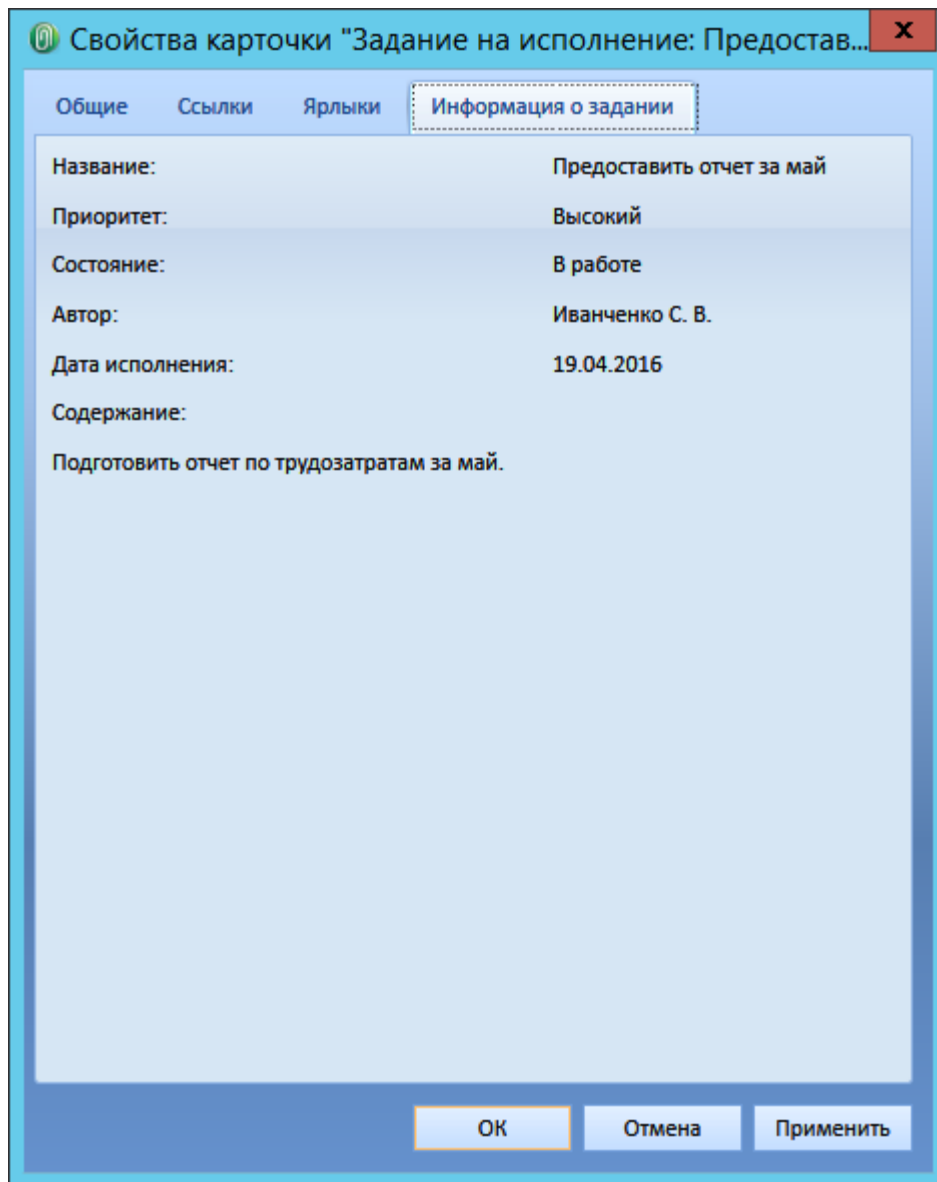 Свойства карточки "Задание на исполнение: Предостав...
x
Общие Ссылки Ярлыки Информация о задании
Название: Предоставить отчет за май
Приоритет: Высокий
Состояние: В работе
Автор: Иванченко С. В.
Дата исполнения: 19.04.2016
Содержание:
Подготовить отчет по трудозатратам за май.
ОК Отмена Применить